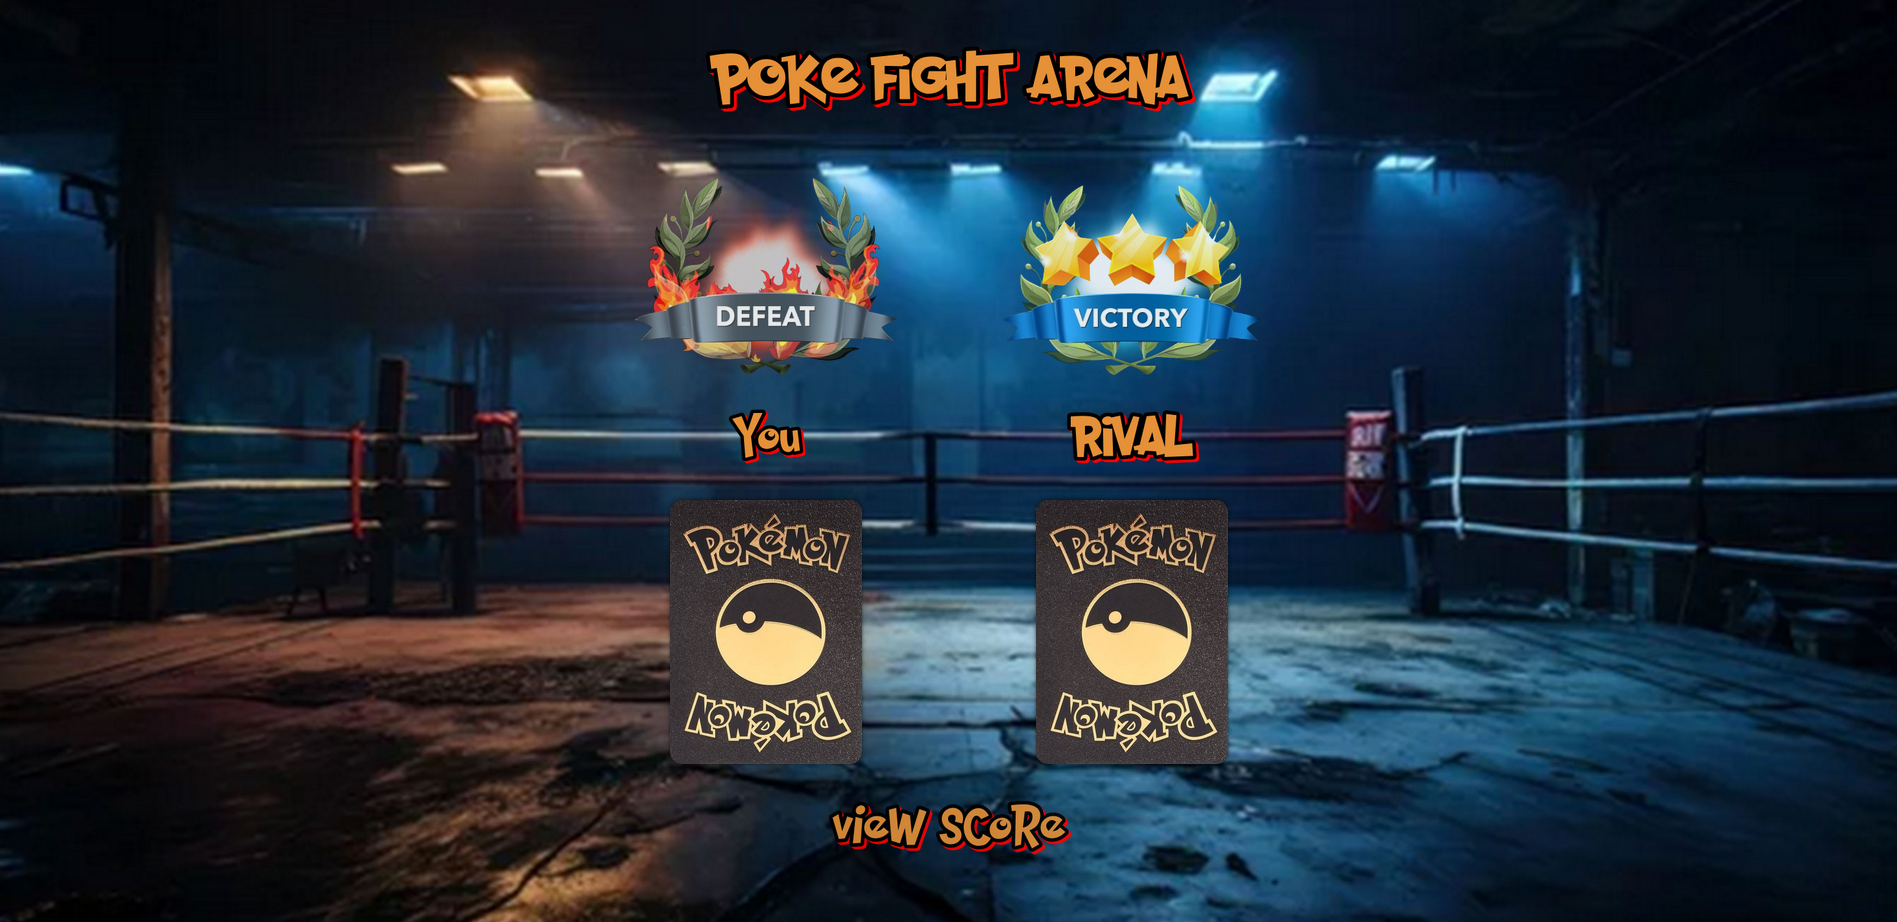 POKe FiGHT AReNA
DEFEAT
VICTORY
You
RiVAL
POKéMON
POKéMON
POKéMON
POKéMON
vieW SCoRe